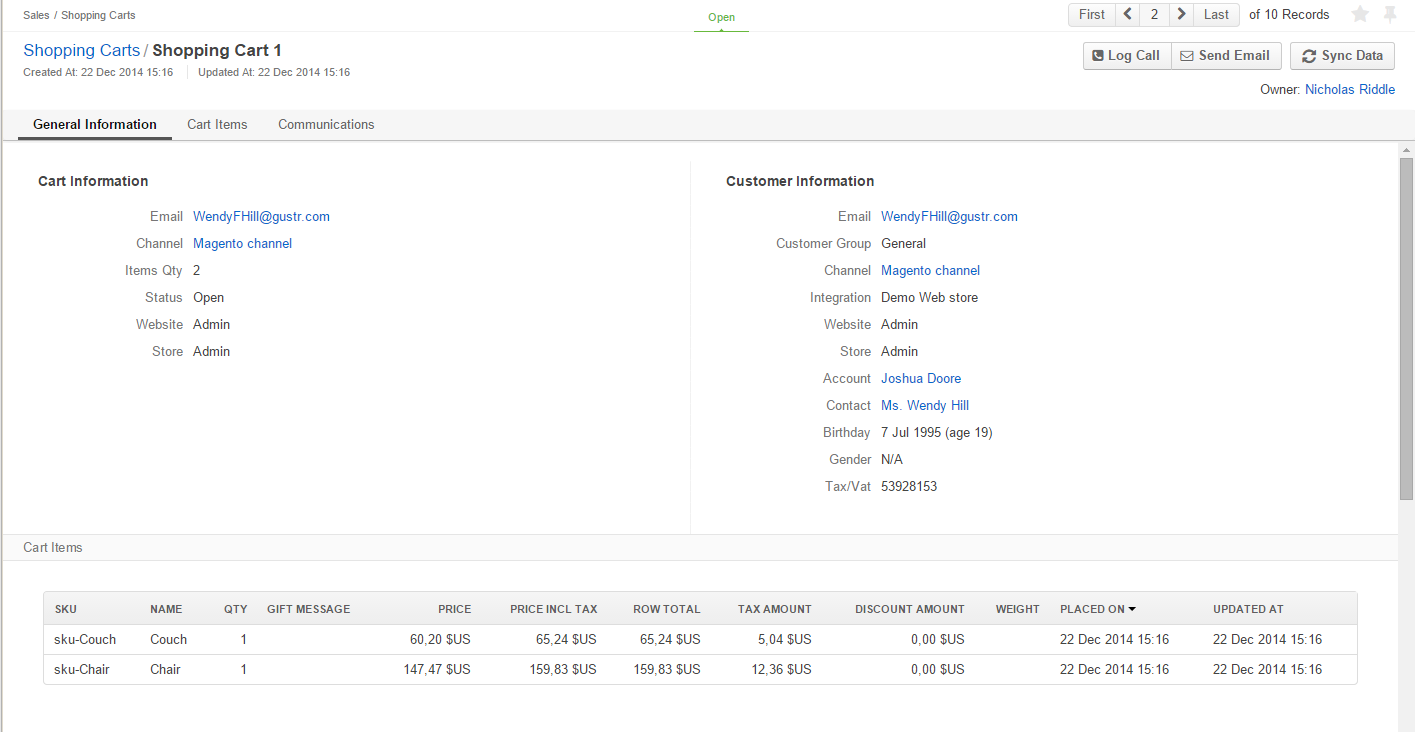 Sales / Shopping Carts
Open
First 2 Last of 10 Records
Shopping Carts / Shopping Cart 1
Log Call Send Email Sync Data
Created At: 22 Dec 2014 15:16 Updated At: 22 Dec 2014 15:16
Owner: Nicholas Riddle
General Information Cart Items Communications
Cart Information
Email WendyFHill@gustr.com
Channel Magento channel
Items Qty 2
Status Open
Website Admin
Store Admin
Customer Information
Email WendyFHill@gustr.com
Customer Group General
Channel Magento channel
Integration Demo Web store
Website Admin
Store Admin
Account Joshua Doore
Contact Ms. Wendy Hill
Birthday 7 Jul 1995 (age 19)
Gender N/A
Tax/Vat 53928153
Cart Items
SKU NAME QTY GIFT MESSAGE PRICE PRICE INCL TAX ROW TOTAL TAX AMOUNT DISCOUNT AMOUNT WEIGHT PLACED ON UPDATED AT
sku-Couch Couch 1 60,20 $US 65,24 $US 65,24 $US 5,04 $US 0,00 $US 22 Dec 2014 15:16 22 Dec 2014 15:16
sku-Chair Chair 1 147,47 $US 159,83 $US 159,83 $US 12,36 $US 0,00 $US 22 Dec 2014 15:16 22 Dec 2014 15:16